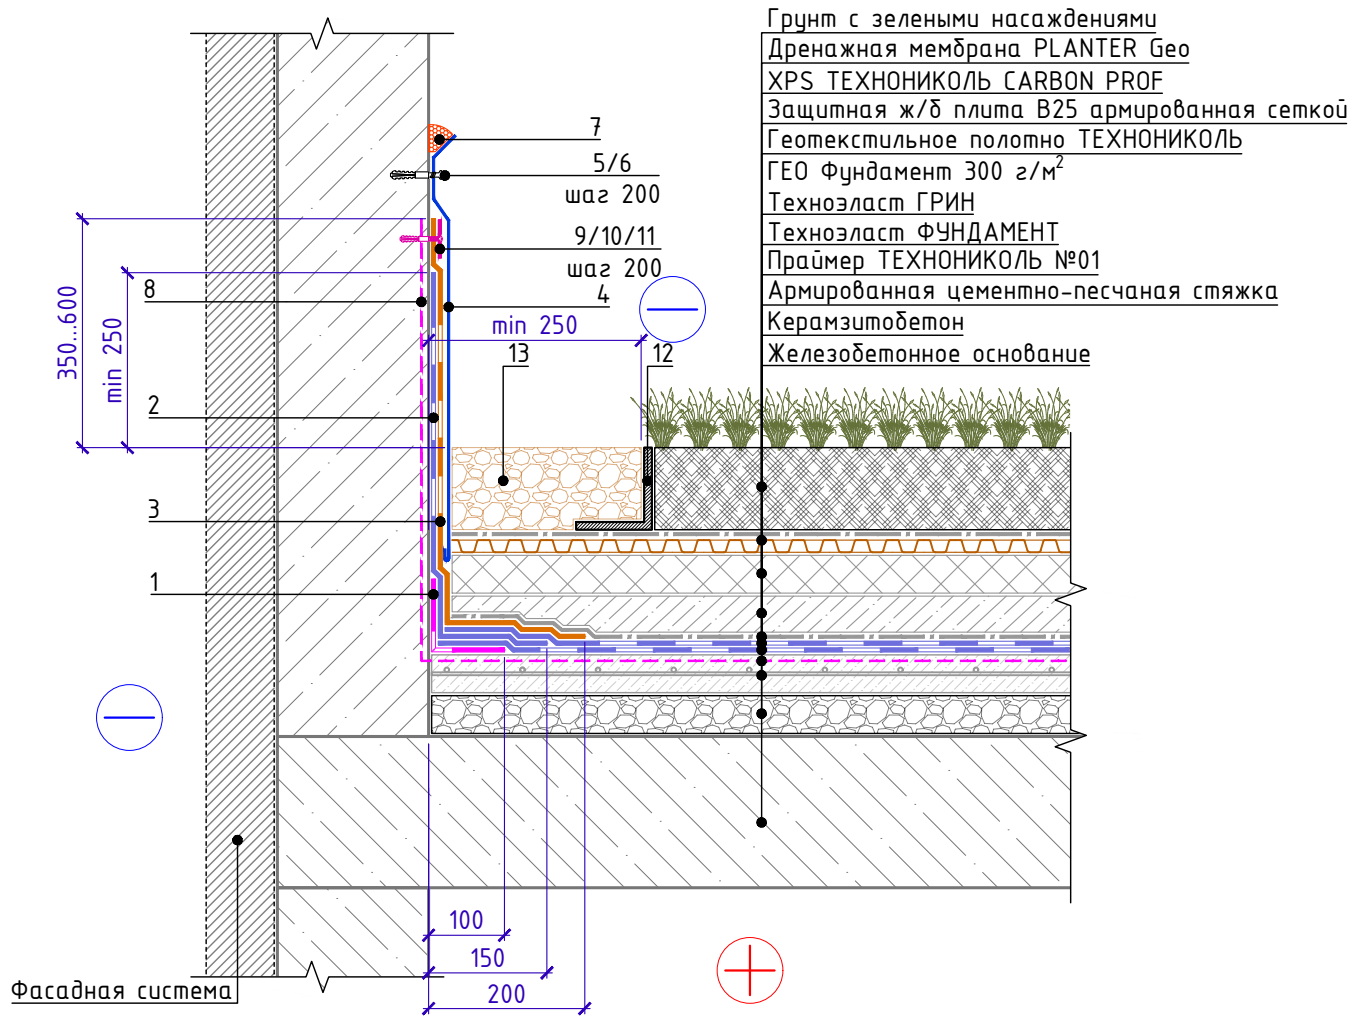 Грунт с зелеными насаждениями
Дренажная мембрана PLANTER Geo
XPS ТЕХНОНИКОЛЬ CARBON PROF
Защитная ж/б плита В25 армированная сеткой
Геотекстильное полотно ТЕХНОНИКОЛЬ
ГЕО Фундамент 300 г/м²
Техноэласт ГРИН
Техноэласт ФУНДАМЕНТ
Праймер ТЕХНОНИКОЛЬ №01
Армированная цементно-песчаная стяжка
Керамзитобетон
Железобетонное основание
7
5/6
шаг 200
9/10/11
шаг 200
4
8
350...600
min 250
min 250
13
12
2
3
1
100
150
200
Фасадная система